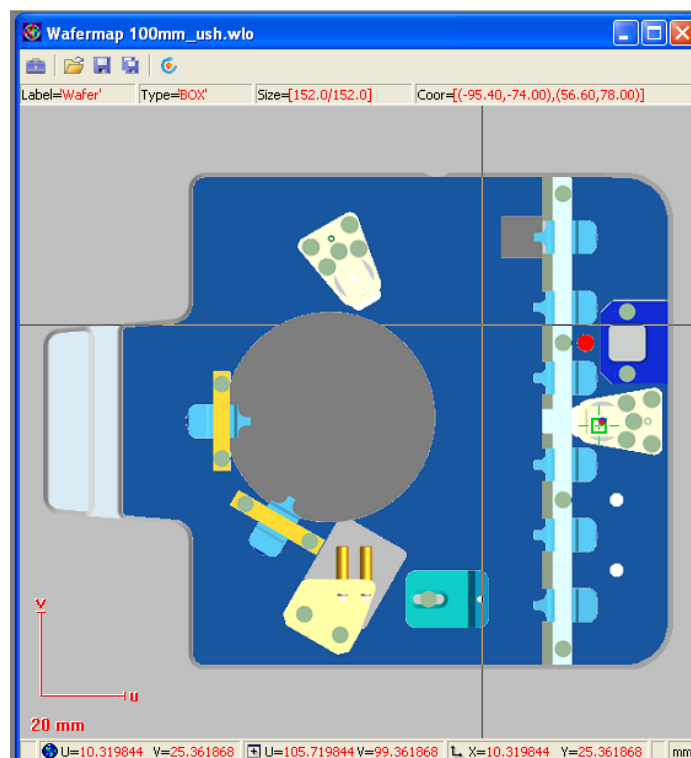 Wafermap 100mm_ush.wlo
Label='Wafer' Type='BOX' Size=[152.0/152.0] Coor=[(-95.40,-74.00),(56.60,78.00)]
v
u
20 mm
U=10.319844 V=25.361868 U=105.719844 V=99.361868 X=10.319844 Y=25.361868 mm